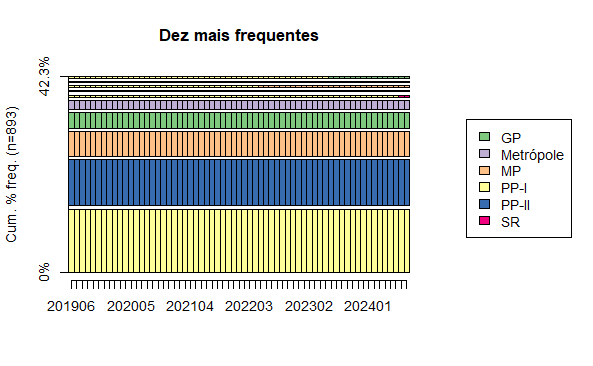 Dez mais frequentes
42.3%
Cum. % freq. (n=893)
0%
201906 202005 202104 202203 202302 202401
GP
Metrópole
MP
PP-I
PP-II
SR